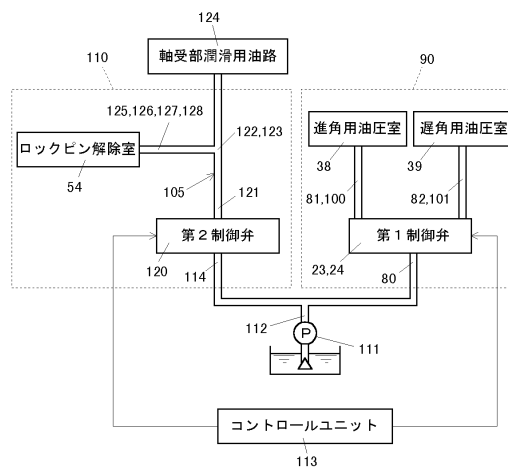 124
軸受部潤滑用油路
110
90
125,126,127,128
122,123
ロックピン解除室
進角用油圧室
遅角用油圧室
54
38
39
105
121
81,100
82,101
第2制御弁
第1制御弁
120
114
23,24
80
112
P
111
コントロールユニット
113